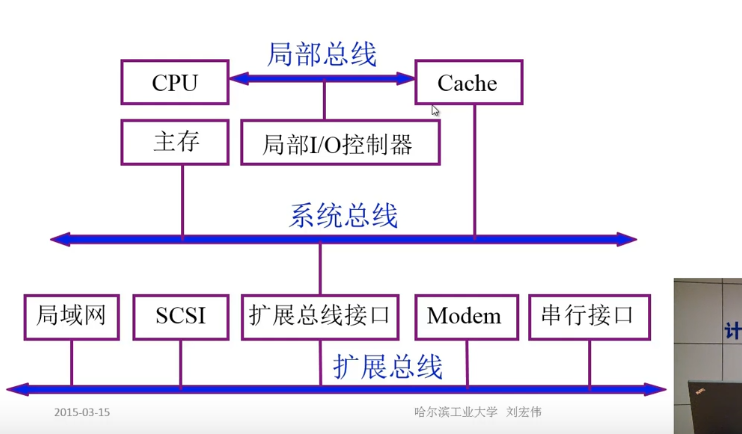 局部总线
CPU
Cache
主存
局部I/O控制器
系统总线
局域网
SCSI
扩展总线接口
Modem
串行接口
扩展总线
2015-03-15
哈尔滨工业大学 刘宏伟
计